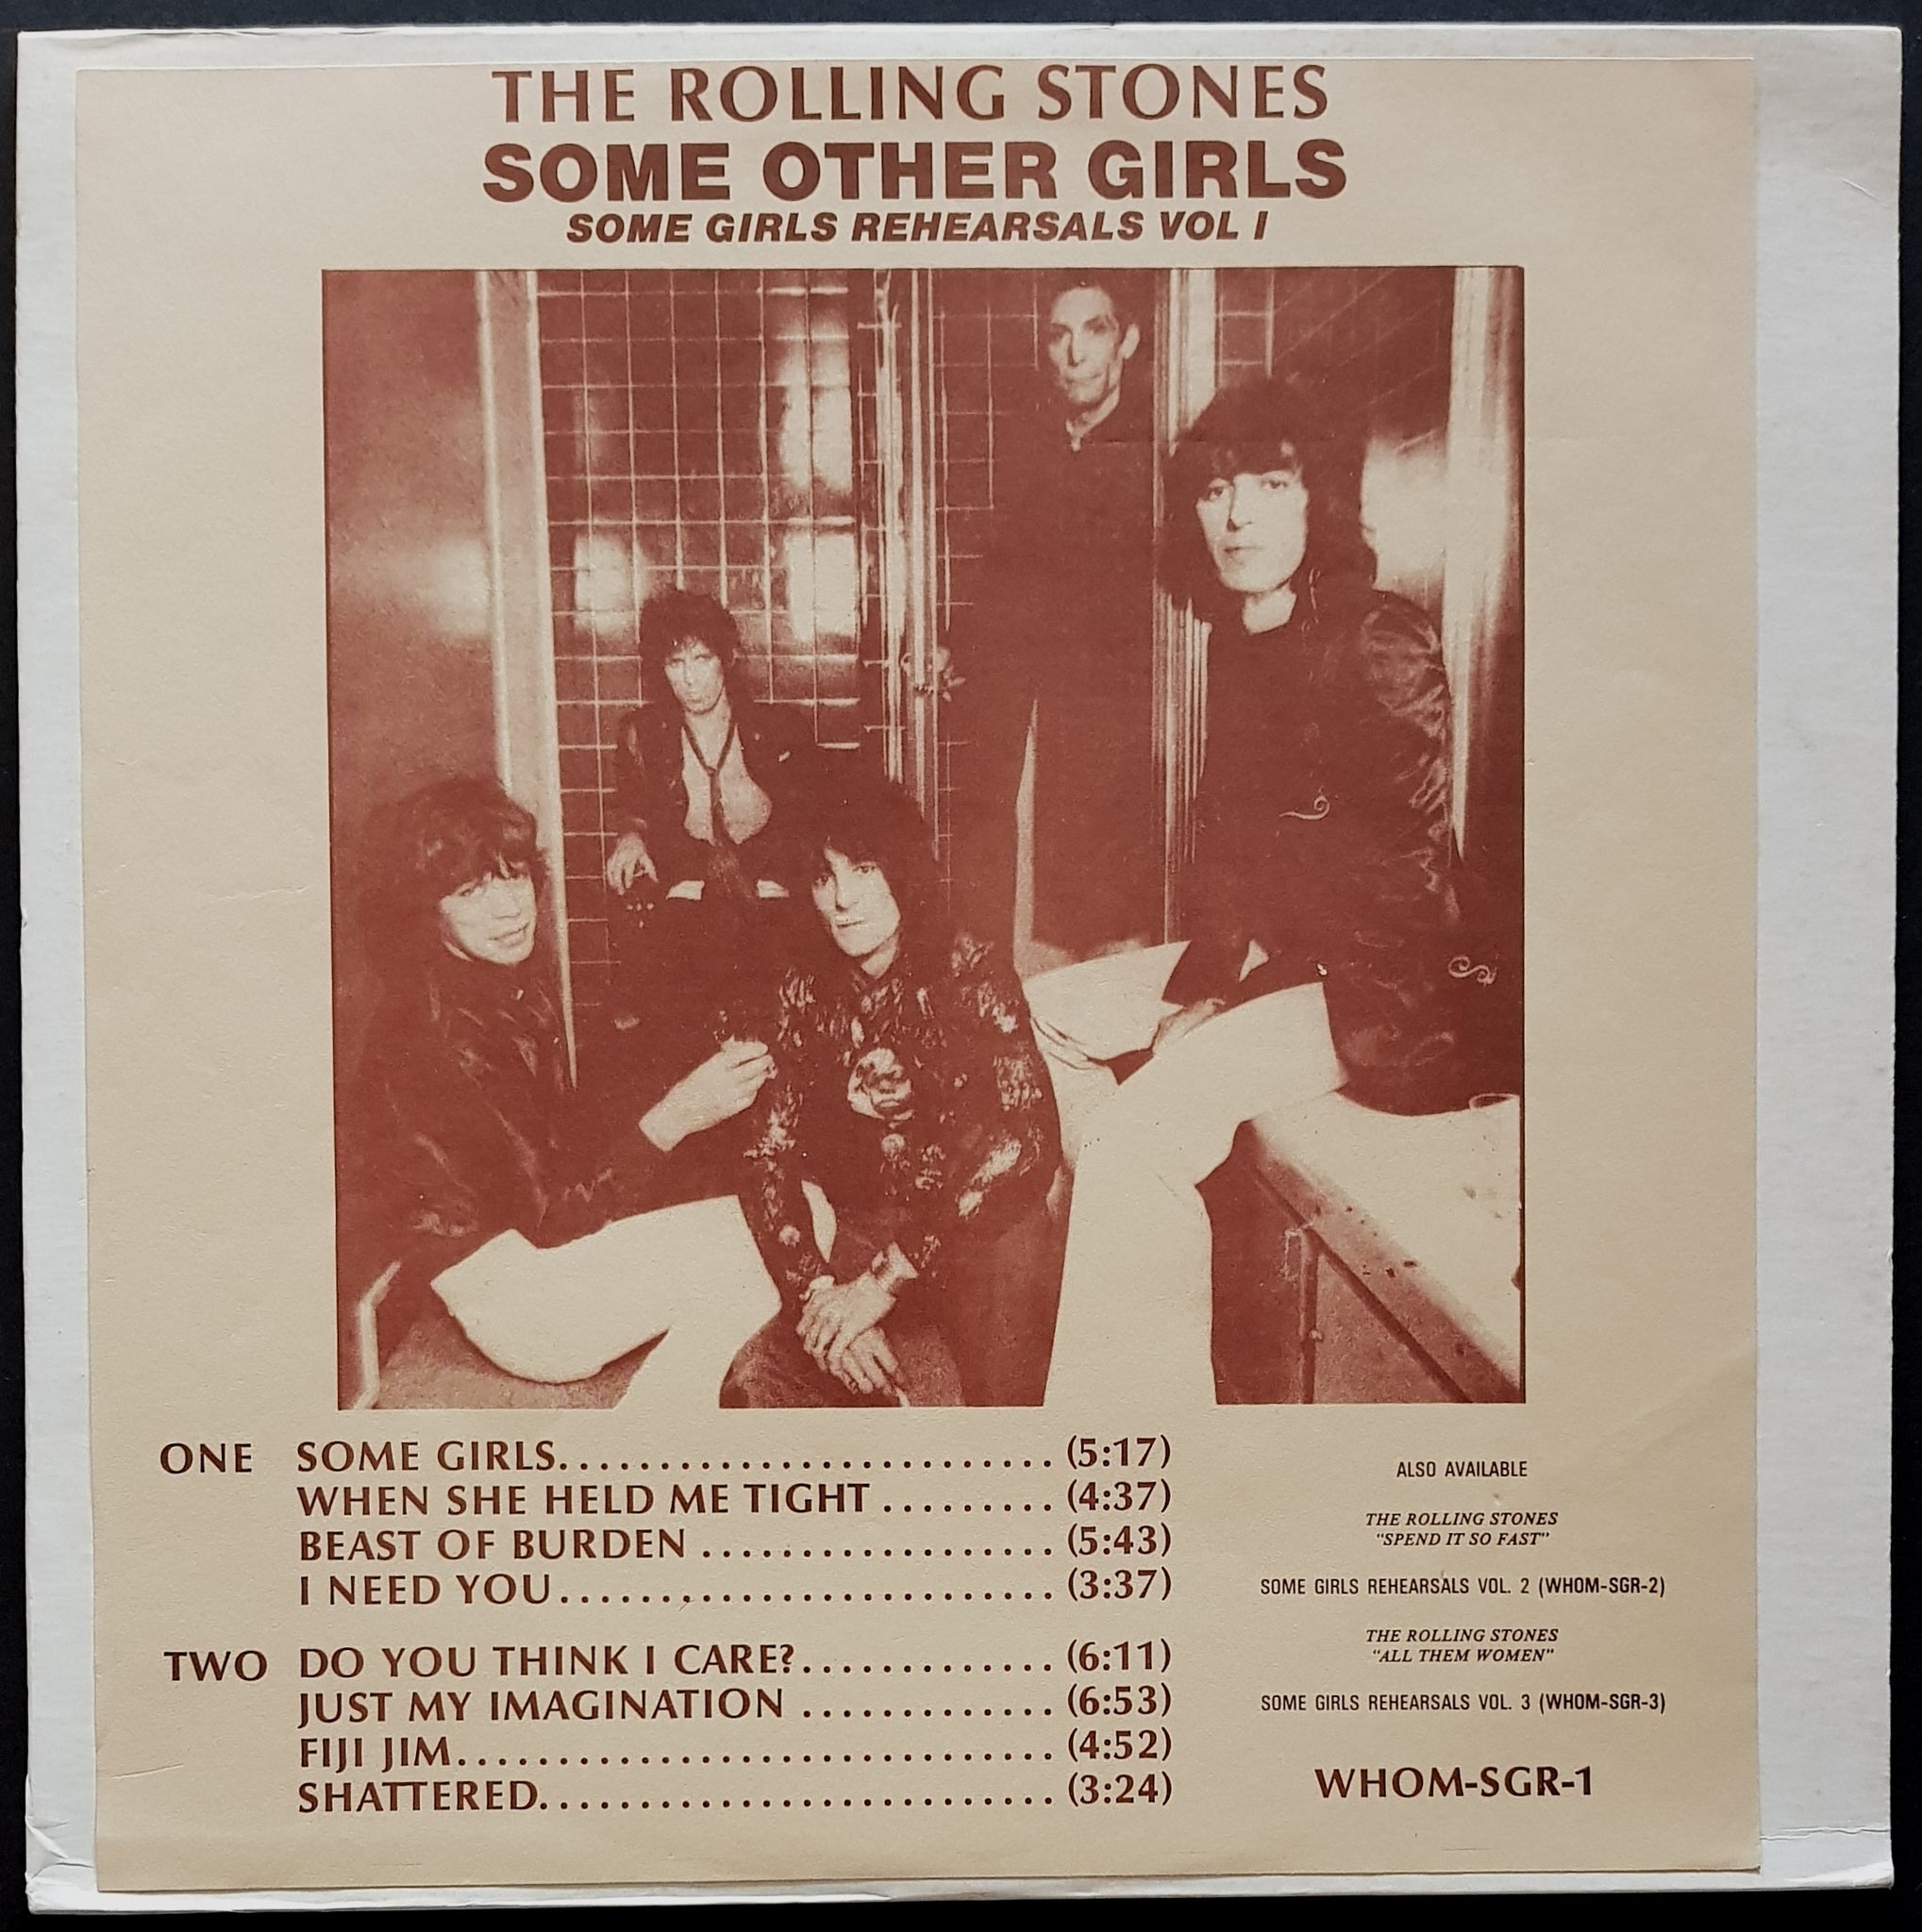 THE ROLLING STONES
SOME OTHER GIRLS
SOME GIRLS REHEARSALS VOL I
ONE SOME GIRLS........................... (5:17)
WHEN SHE HELD ME TIGHT ......... (4:37)
BEAST OF BURDEN ................... (5:43)
I NEED YOU........................... (3:37)
TWO DO YOU THINK I CARE?............. (6:11)
JUST MY IMAGINATION ............. (6:53)
FIJI JIM................................ (4:52)
SHATTERED............................ (3:24)
ALSO AVAILABLE
THE ROLLING STONES
"SPEND IT SO FAST"
SOME GIRLS REHEARSALS VOL. 2 (WHOM-SGR-2)
THE ROLLING STONES
"ALL THEM WOMEN"
SOME GIRLS REHEARSALS VOL. 3 (WHOM-SGR-3)
WHOM-SGR-1